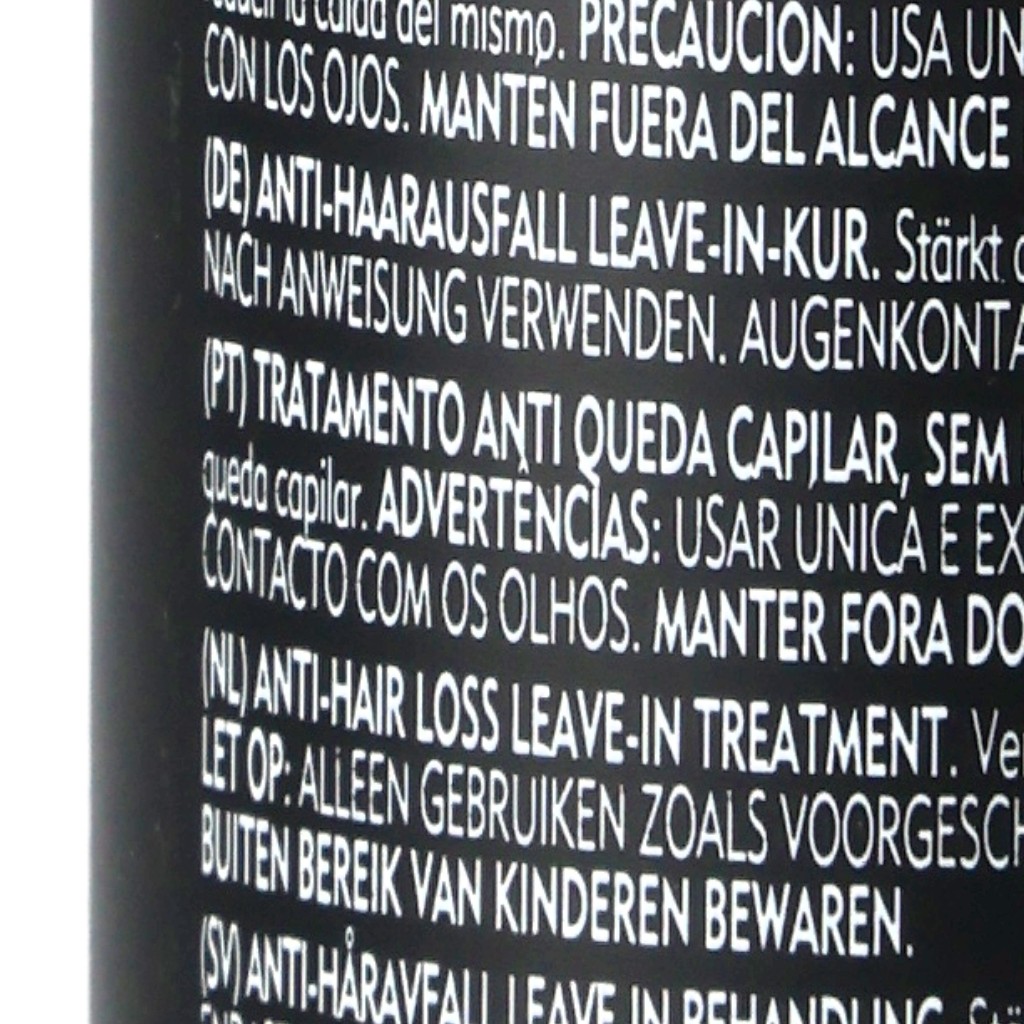 caída del mismo. PRECAUCIÓN: USA UN
CON LOS OJOS. MANTEN FUERA DEL ALCANCE
(DE) ANTI-HAARAUSFALL LEAVE-IN-KUR. Stärkt
NACH ANWEISUNG VERWENDEN. AUGENKONTA
(PT) TRATAMENTO ANTI QUEDA CAPILAR, SEM
queda capilar. ADVERTÊNCIAS: USAR UNICA E EX
CONTACTO COM OS OLHOS. MANTER FORA DO
(NL) ANTI-HAIR LOSS LEAVE-IN TREATMENT. Ver
LET OP: ALLEEN GEBRUIKEN ZOALS VOORGESCH
BUITEN BEREIK VAN KINDEREN BEWAREN.
(SV) ANTI-HÅRAVFALL LEAVE IN BEHANDLING. Stä